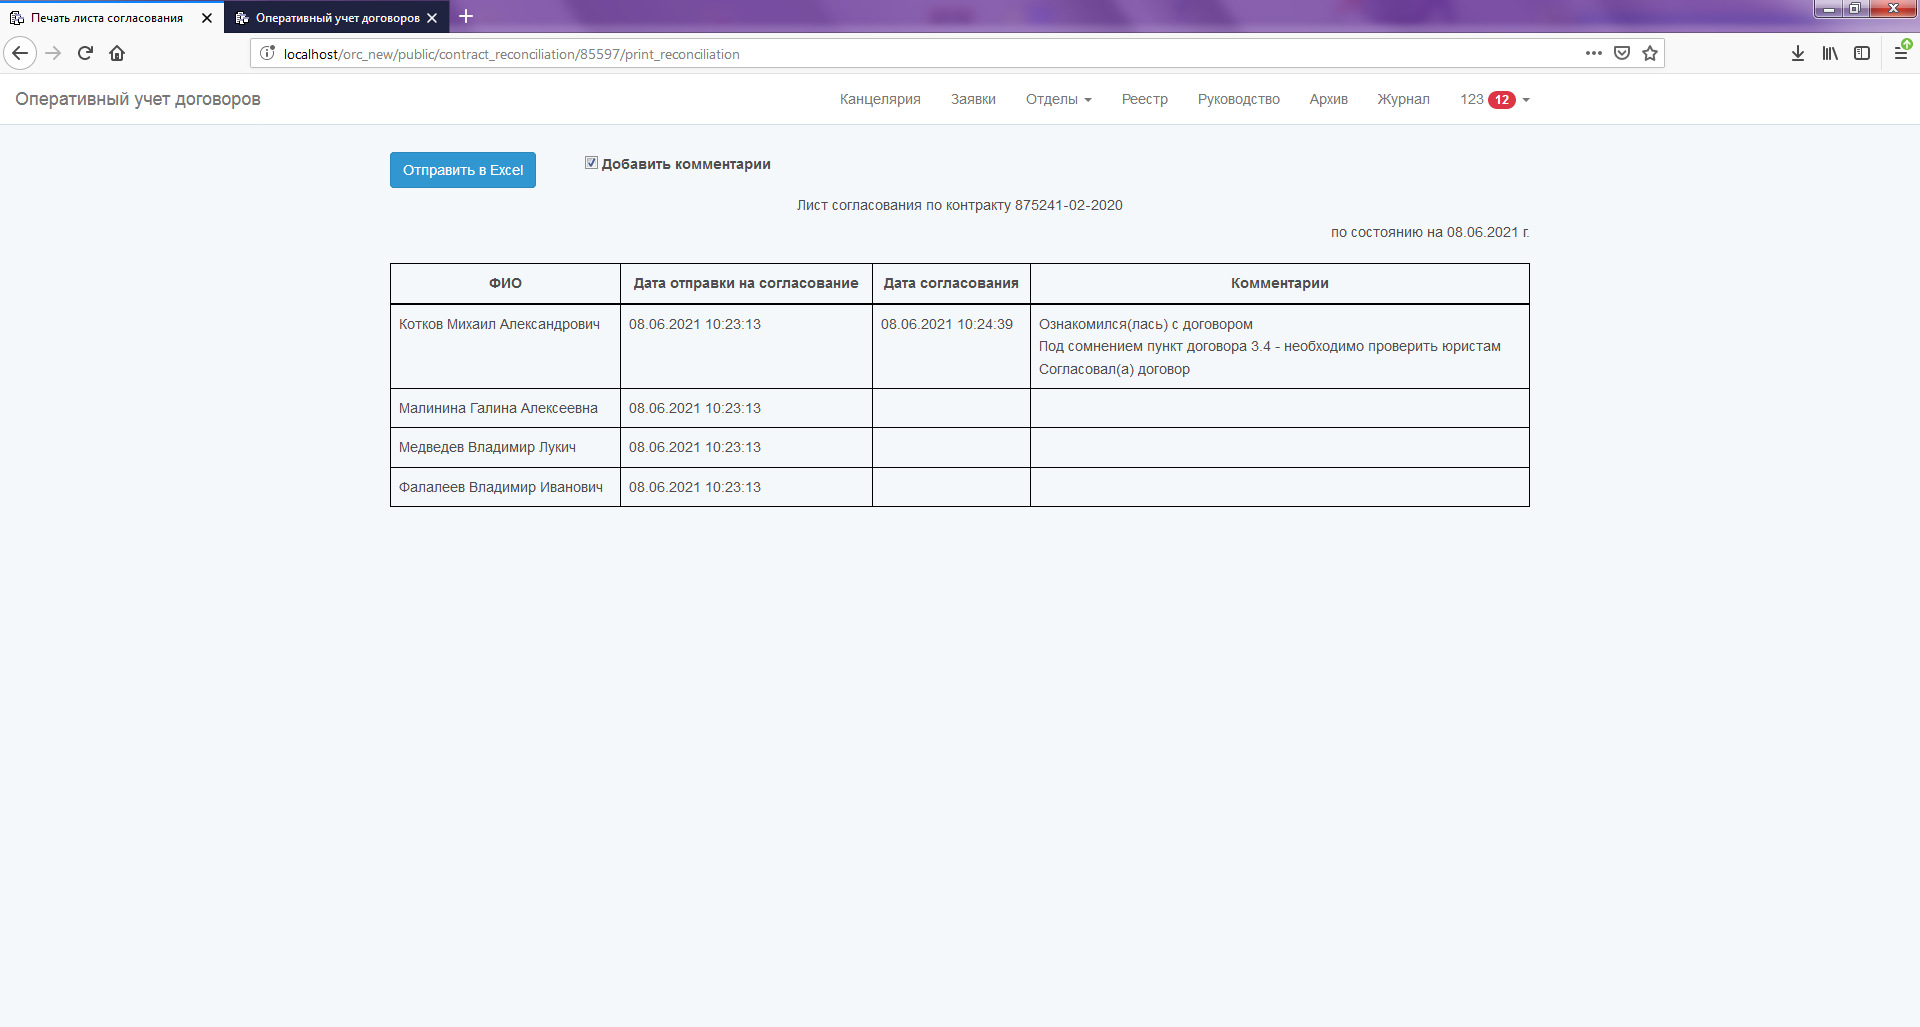 Печать листа согласования
Оперативный учет договоров
localhost/orc_new/public/contract_reconciliation/85597/print_reconciliation
Оперативный учет договоров
Канцелярия Заявки Отделы Реестр Руководство Архив Журнал 123 12
Отправить в Excel
Добавить комментарии
Лист согласования по контракту 875241-02-2020
по состоянию на 08.06.2021 г.
ФИО Дата отправки на согласование Дата согласования Комментарии
Котков Михаил Александрович 08.06.2021 10:23:13 08.06.2021 10:24:39 Ознакомился(лась) с договором
Под сомнением пункт договора 3.4 - необходимо проверить юристам
Согласовал(а) договор
Малинина Галина Алексеевна 08.06.2021 10:23:13
Медведев Владимир Лукич 08.06.2021 10:23:13
Фалалеев Владимир Иванович 08.06.2021 10:23:13